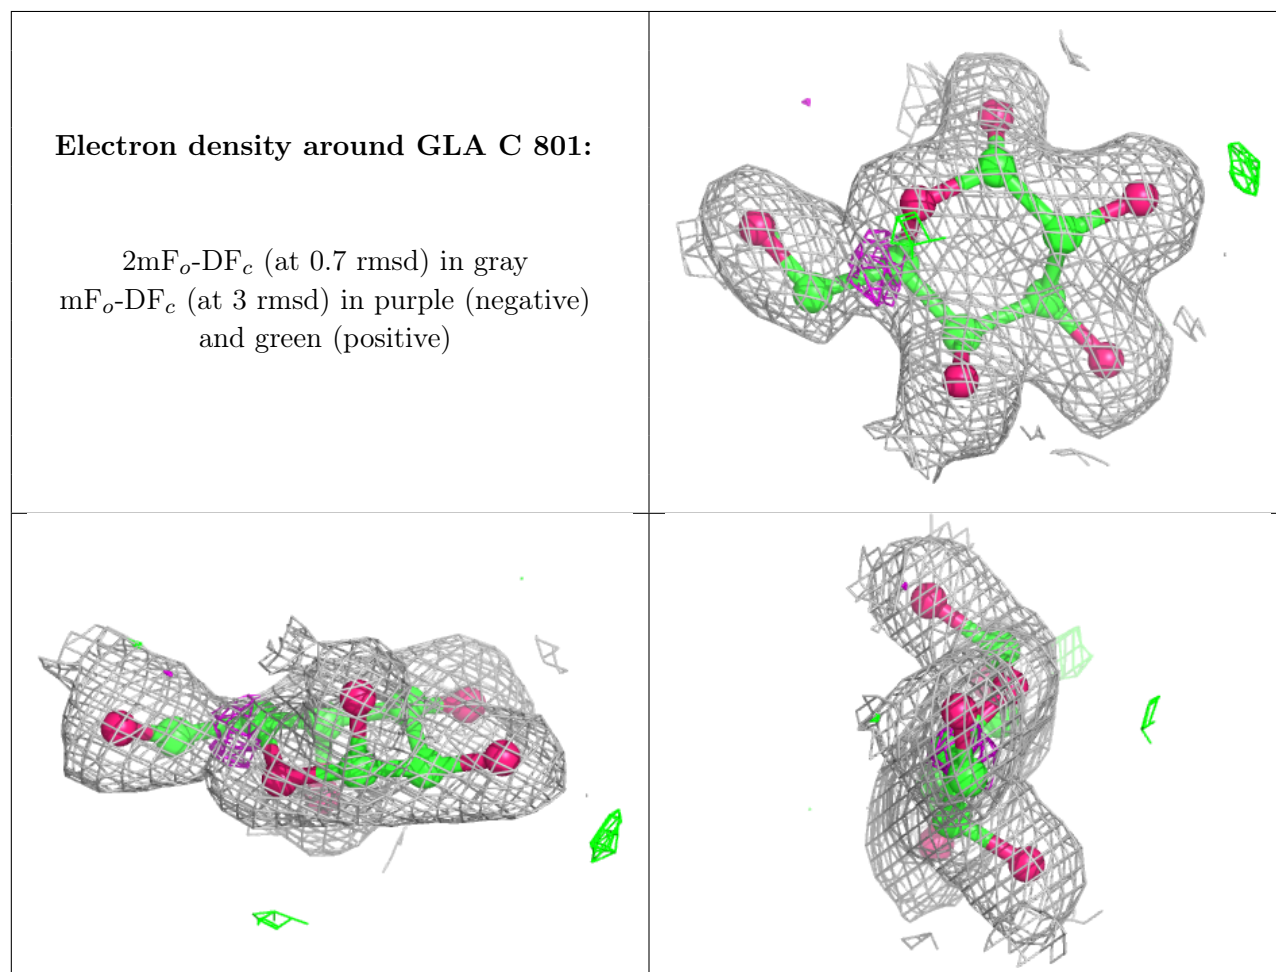 Electron density around GLA C 801:
2mFo-DFc (at 0.7 rmsd) in gray
mFo-DFc (at 3 rmsd) in purple (negative)
and green (positive)